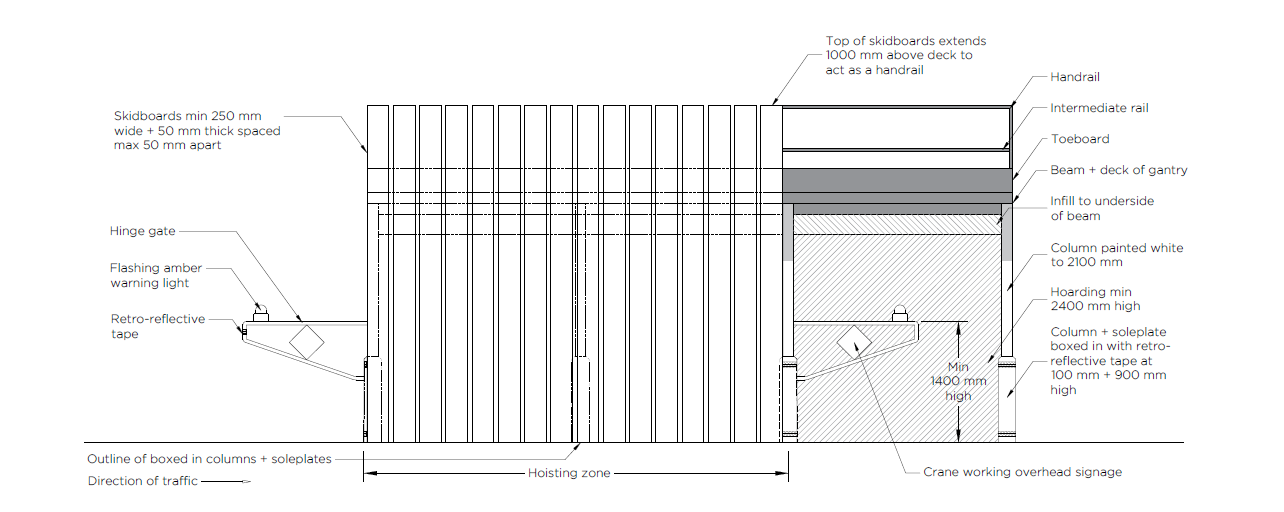 Top of skidboards extends
1000 mm above deck to
act as a handrail
Handrail
Intermediate rail
Toeboard
Beam + deck of gantry
Infill to underside
of beam
Column painted white
to 2100 mm
Hoarding min
2400 mm high
Column + soleplate
boxed in with retro-
reflective tape at
100 mm + 900 mm
high
Skidboards min 250 mm
wide + 50 mm thick spaced
max 50 mm apart
Hinge gate
Flashing amber
warning light
Retro-reflective
tape
Min
1400 mm
high
Outline of boxed in columns + soleplates
Direction of traffic
Hoisting zone
Crane working overhead signage